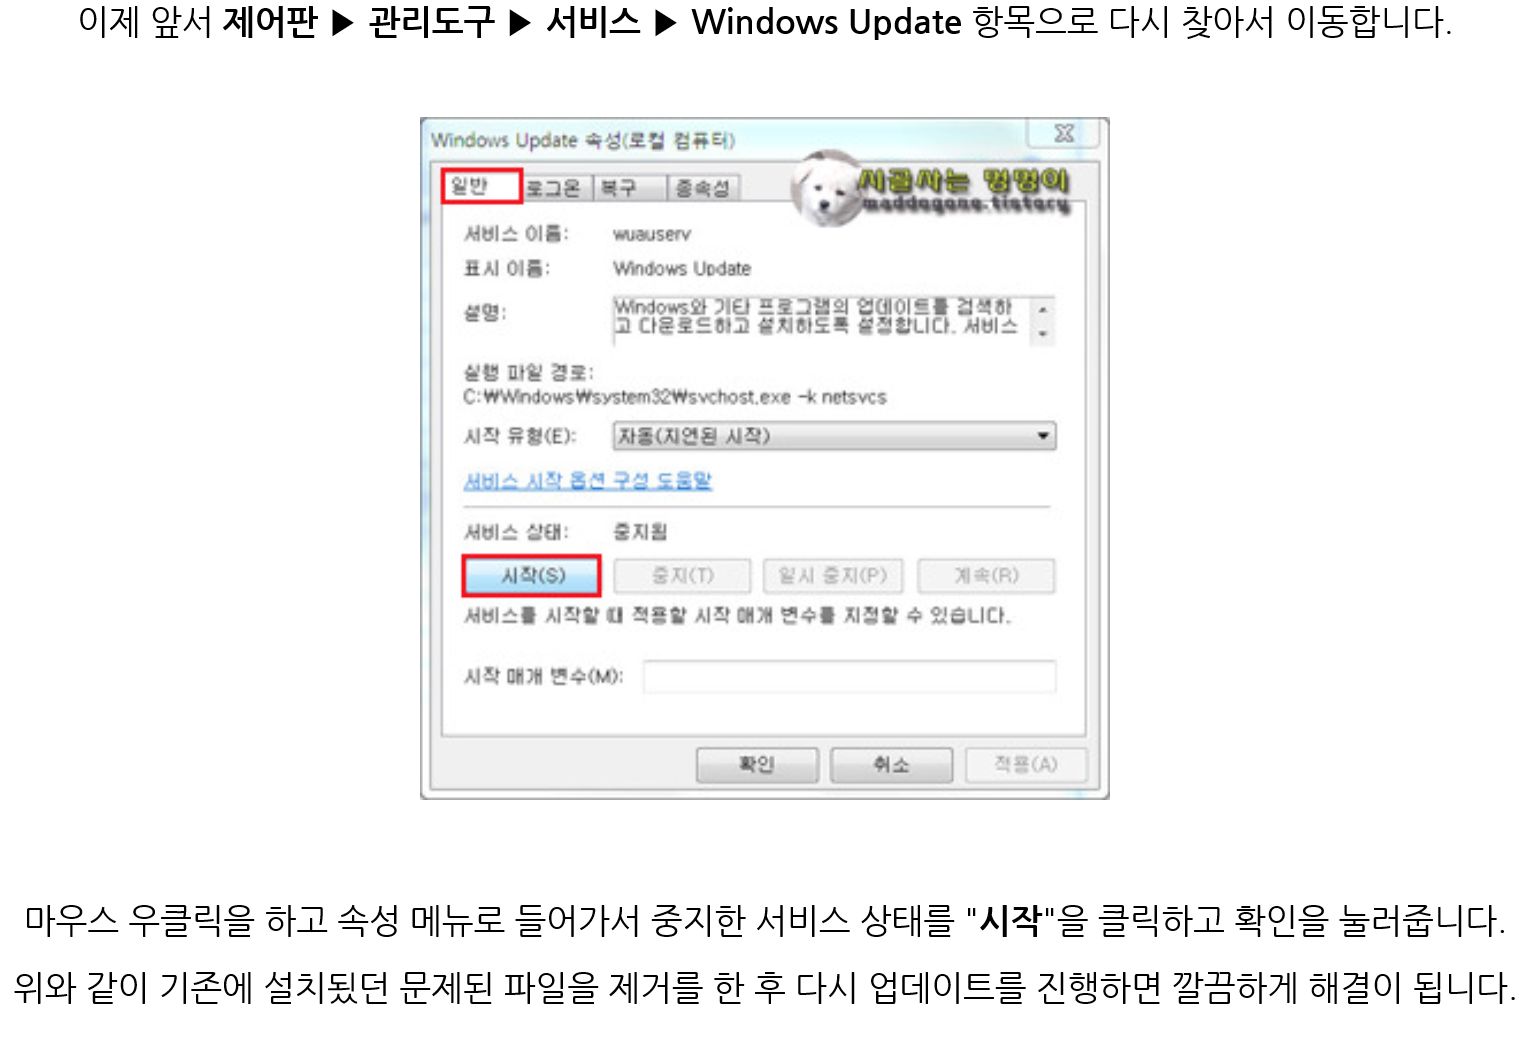 이제 앞서 제어판 ▶ 관리도구 ▶ 서비스 ▶ Windows Update 항목으로 다시 찾아서 이동합니다.
Windows Update 속성(로컬 컴퓨터)
일반 로그온 복구 종속성
시골사는 멍멍이
maddogang.tistory
서비스 이름: wuauserv
표시 이름: Windows Update
설명: Windows와 기타 프로그램의 업데이트를 검색하
고 다운로드하고 설치하도록 설정합니다. 서비스
실행 파일 경로:
C:₩Windows₩system32₩svchost.exe -k netsvcs
시작 유형(E): 자동(지연된 시작)
서비스 시작 옵션 구성 도움말
서비스 상태: 중지됨
시작(S) 중지(T) 일시 중지(P) 계속(R)
서비스를 시작할 때 적용할 시작 매개 변수를 지정할 수 있습니다.
시작 매개 변수(M):
확인 취소 적용(A)
마우스 우클릭을 하고 속성 메뉴로 들어가서 중지한 서비스 상태를 "시작"을 클릭하고 확인을 눌러줍니다.
위와 같이 기존에 설치됬던 문제된 파일을 제거를 한 후 다시 업데이트를 진행하면 깔끔하게 해결이 됩니다.